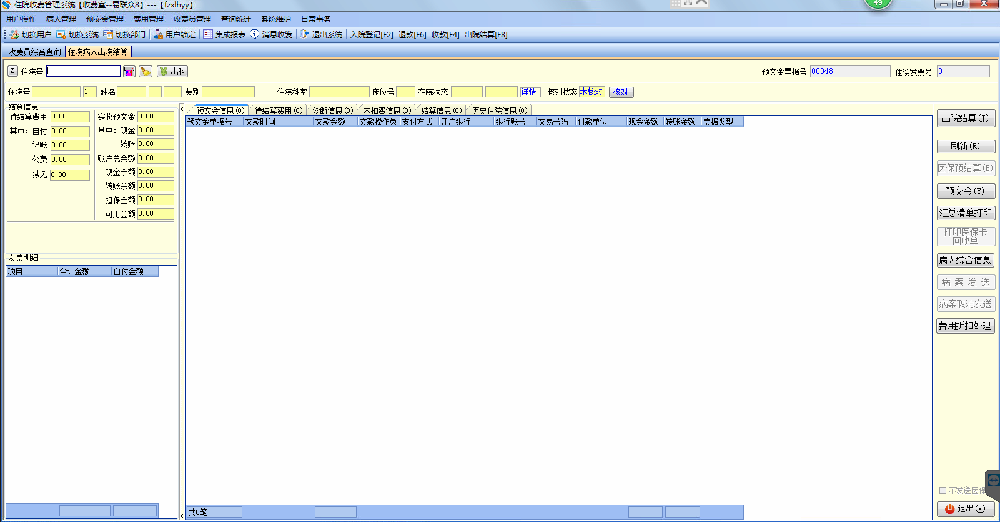 住院收费管理系统【收费室--易联众8】---【fzxlhyy】
49
用户操作 病人管理 预交金管理 费用管理 收费员管理 查询统计 系统维护 日常事务
切换用户 切换系统 切换部门 用户锁定 集成报表 消息收发 退出系统 入院登记[F2] 退款[F6] 收款[F4] 出院结算[F8]
收费员综合查询 住院病人出院结算
Z 住院号 出科 预交金票据号 00048 住院发票号 0
住院号 1 姓名 费别 住院科室 床位号 在院状态 详情 核对状态 未核对 核对
结算信息
待结算费用 0.00 实收预交金 0.00
其中：自付 0.00 其中：现金 0.00
记账 0.00 转账 0.00
公费 0.00 账户总余额 0.00
减免 0.00 现金余额 0.00
转账余额 0.00
担保金额 0.00
可用金额 0.00
发票明细
项目 合计金额 自付金额
预交金信息(0) 待结算费用(0) 诊断信息(0) 未扣费信息(0) 结算信息(0) 历史住院信息(0)
预交金单据号 交款时间 交款金额 交款操作员 支付方式 开户银行 银行账号 交易号码 付款单位 现金金额 转账金额 票据类型
共0笔
出院结算(J)
刷新(R)
医保预结算(B)
预交金(Y)
汇总清单打印
打印医保卡
回收单
病人综合信息
病 案 发 送
病案取消发送
费用折扣处理
不发送医保
退出(X)